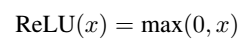 ReLU(x) = max(0, x)